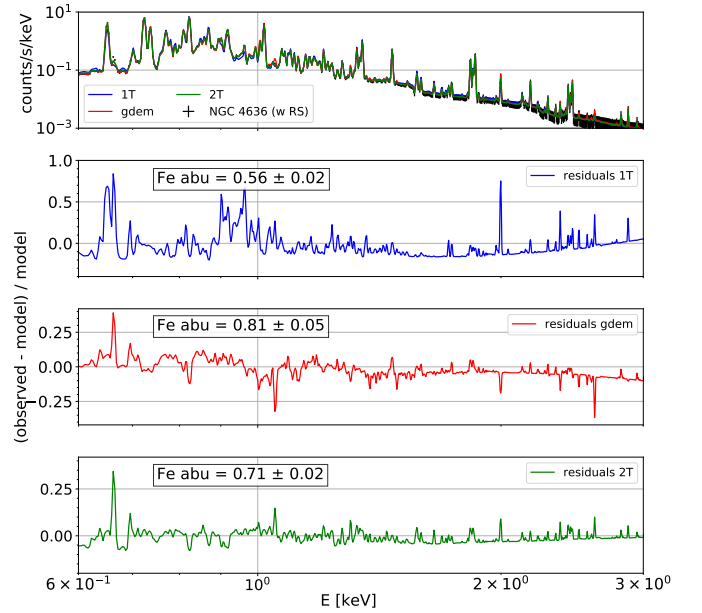 10¹
10⁻¹
10⁻³
counts/s/keV
1T
gdem
2T
NGC 4636 (w RS)
1.0
0.5
0.0
Fe abu = 0.56 ± 0.02
residuals 1T
(observed - model) / model
0.25
0.00
−0.25
Fe abu = 0.81 ± 0.05
residuals gdem
0.25
0.00
Fe abu = 0.71 ± 0.02
residuals 2T
6 × 10⁻¹
10⁰
2 × 10⁰
3 × 10⁰
E [keV]